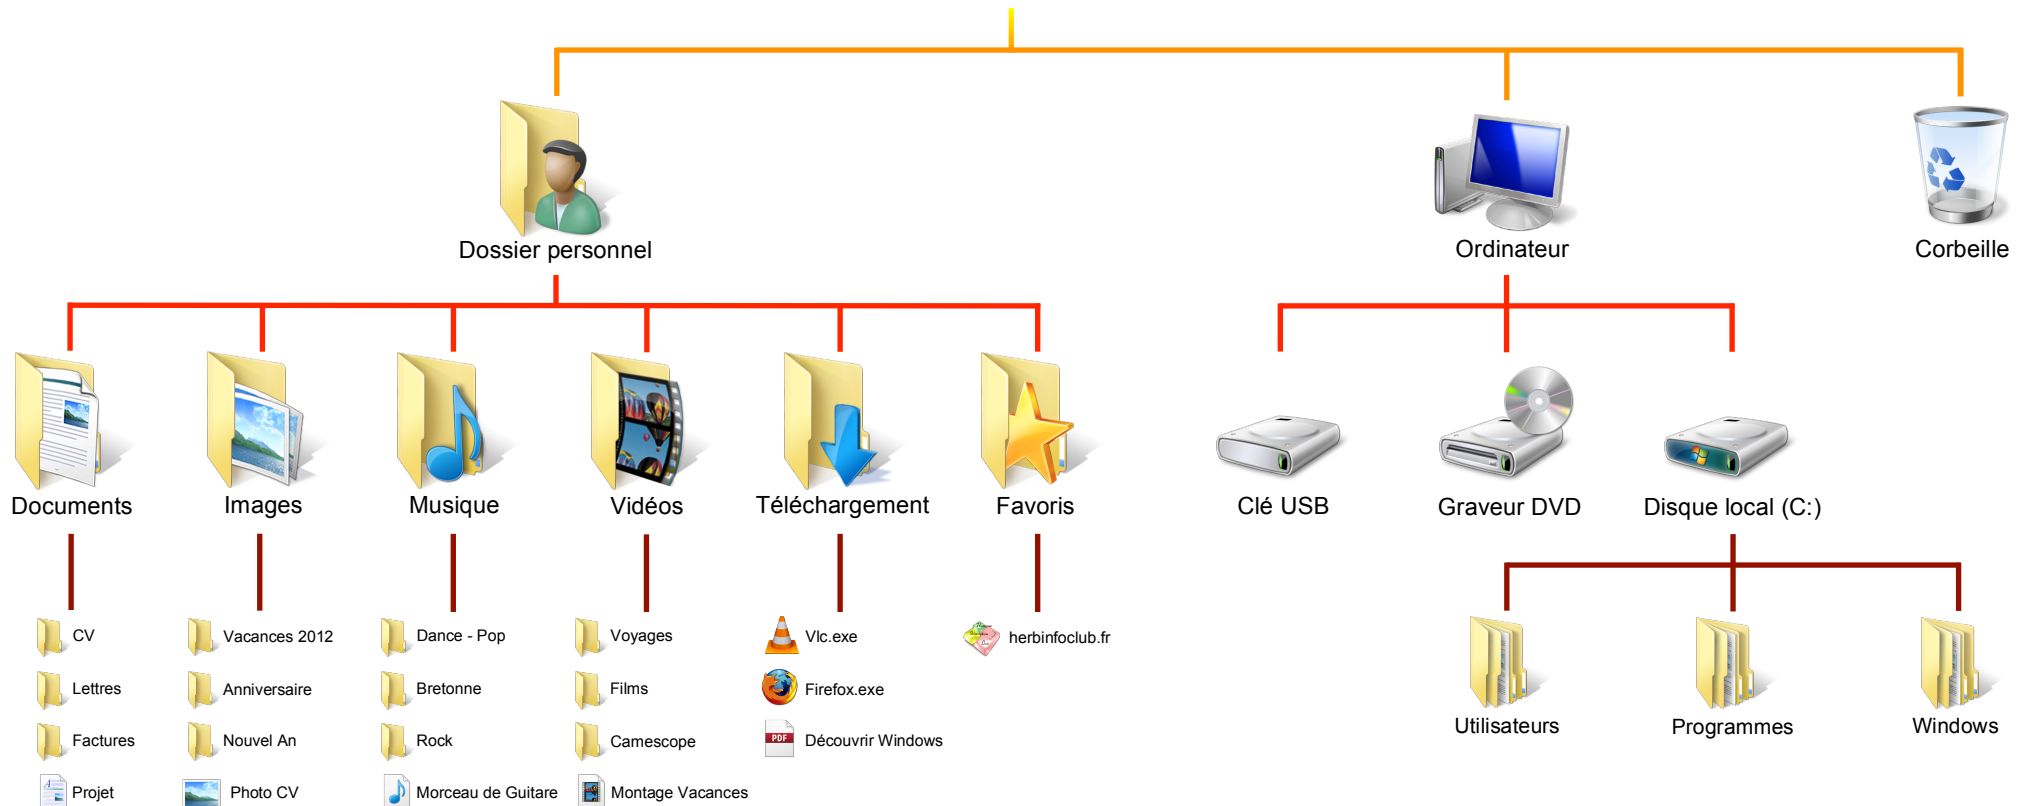 Dossier personnel
Ordinateur
Corbeille
Documents
Images
Musique
Vidéos
Téléchargement
Favoris
Clé USB
Graveur DVD
Disque local (C:)
CV
Lettres
Factures
Projet
Vacances 2012
Anniversaire
Nouvel An
Photo CV
Dance - Pop
Bretonne
Rock
Morceau de Guitare
Voyages
Films
Camescope
Montage Vacances
Vlc.exe
Firefox.exe
PDF
Découvrir Windows
herbinfoclub.fr
Utilisateurs
Programmes
Windows